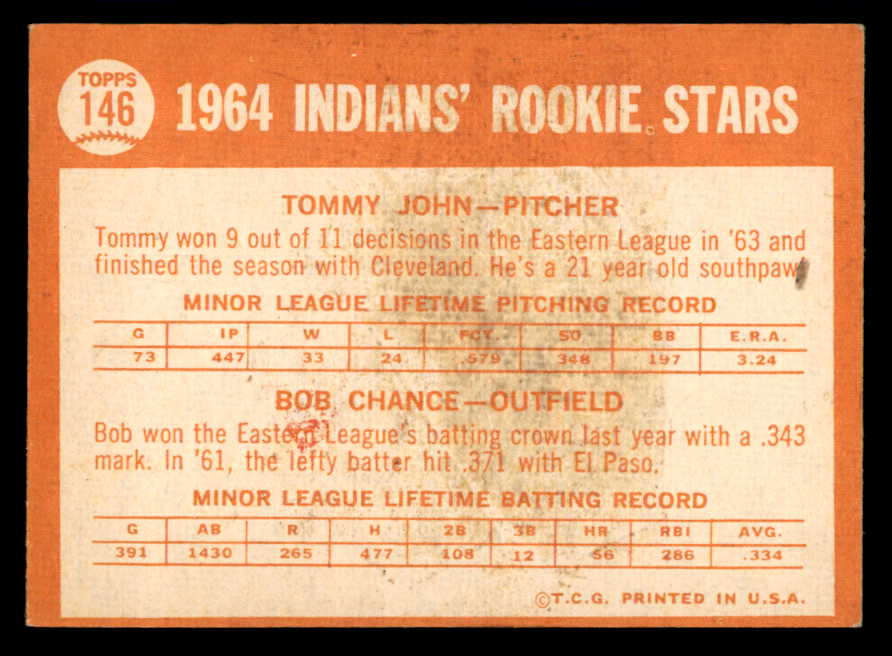 TOPPS
146
1964 INDIANS' ROOKIE STARS
TOMMY JOHN—PITCHER
Tommy won 9 out of 11 decisions in the Eastern League in '63 and
finished the season with Cleveland. He's a 21 year old southpaw.
MINOR LEAGUE LIFETIME PITCHING RECORD
G IP W L PCT. SO BB E.R.A.
73 447 33 24 .579 348 197 3.24
BOB CHANCE—OUTFIELD
Bob won the Eastern League's batting crown last year with a .343
mark. In '61, the lefty batter hit .371 with El Paso.
MINOR LEAGUE LIFETIME BATTING RECORD
G AB R H 2B 3B HR RBI AVG.
391 1430 265 477 108 12 56 286 .334
©T.C.G. PRINTED IN U.S.A.